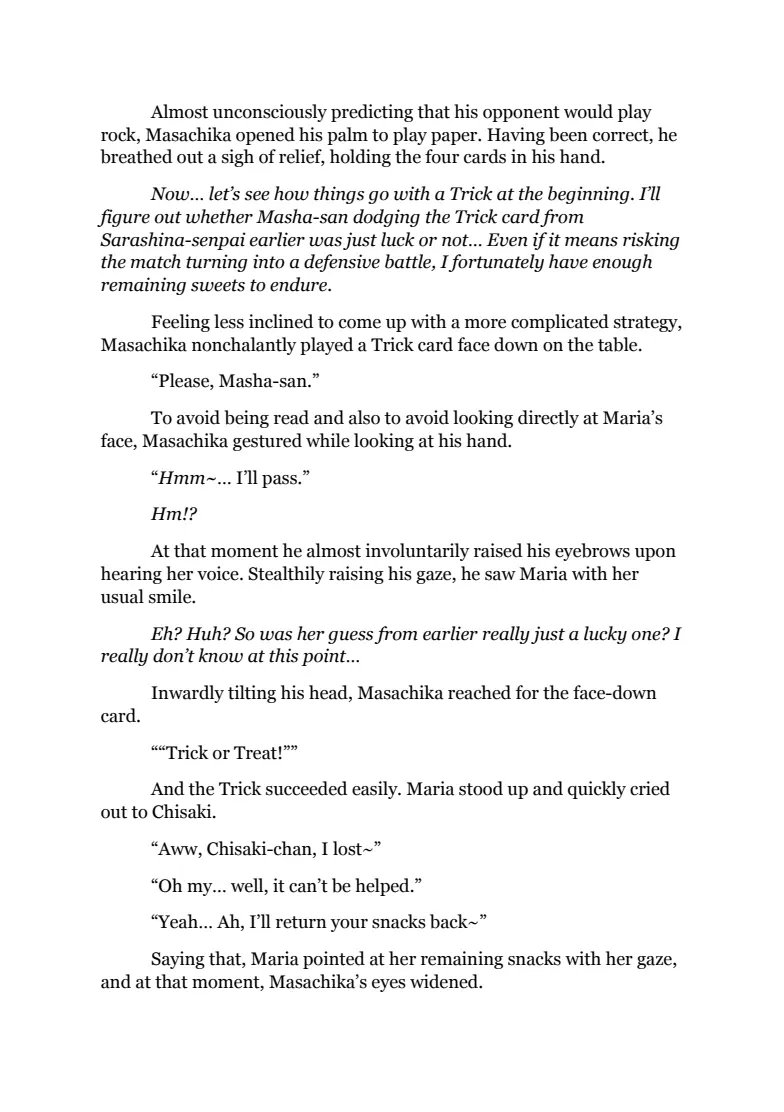 Almost unconsciously predicting that his opponent would play
rock, Masachika opened his palm to play paper. Having been correct, he
breathed out a sigh of relief, holding the four cards in his hand.
Now… let’s see how things go with a Trick at the beginning. I’ll
figure out whether Masha-san dodging the Trick card from
Sarashina-senpai earlier was just luck or not… Even if it means risking
the match turning into a defensive battle, I fortunately have enough
remaining sweets to endure.
Feeling less inclined to come up with a more complicated strategy,
Masachika nonchalantly played a Trick card face down on the table.
“Please, Masha-san.”
To avoid being read and also to avoid looking directly at Maria’s
face, Masachika gestured while looking at his hand.
“Hmm~… I’ll pass.”
Hm!?
At that moment he almost involuntarily raised his eyebrows upon
hearing her voice. Stealthily raising his gaze, he saw Maria with her
usual smile.
Eh? Huh? So was her guess from earlier really just a lucky one? I
really don’t know at this point…
Inwardly tilting his head, Masachika reached for the face-down
card.
““Trick or Treat!””
And the Trick succeeded easily. Maria stood up and quickly cried
out to Chisaki.
“Aww, Chisaki-chan, I lost~”
“Oh my… well, it can’t be helped.”
“Yeah… Ah, I’ll return your snacks back~”
Saying that, Maria pointed at her remaining snacks with her gaze,
and at that moment, Masachika’s eyes widened.